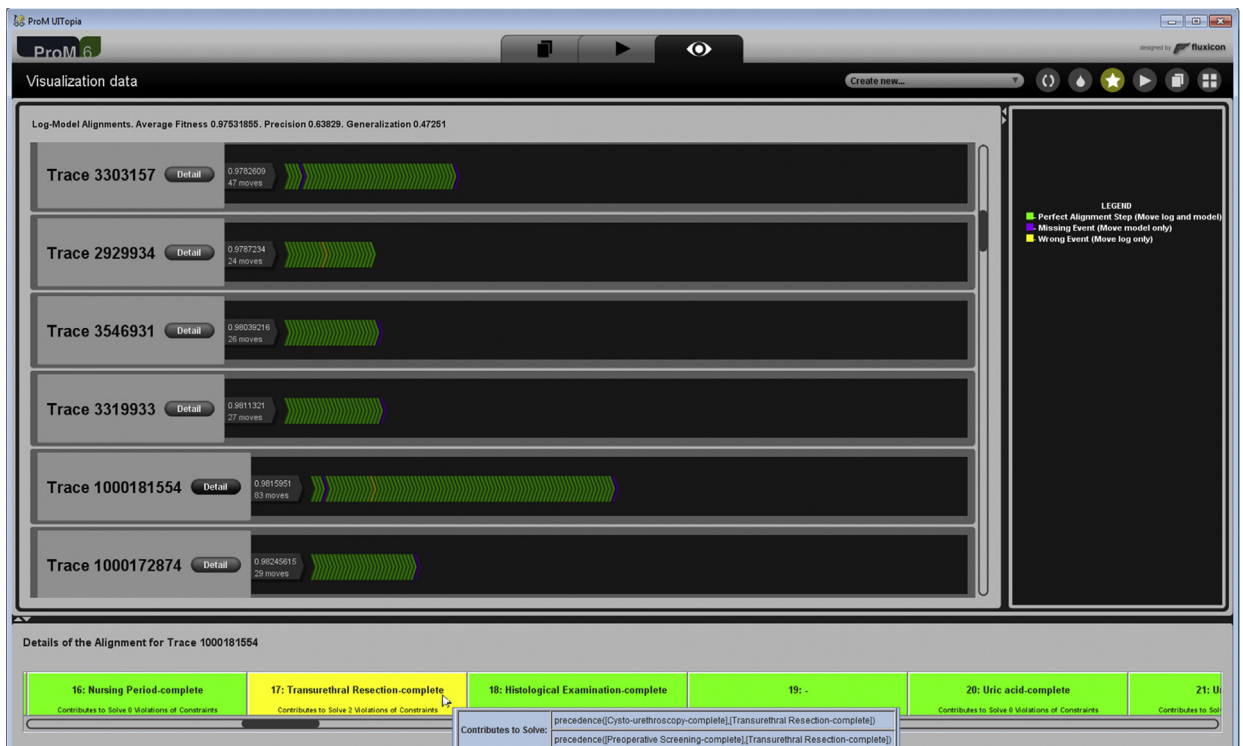 ProM UITopia
ProM 6
designed by fluxicon
Visualization data
Create new...
Log-Model Alignments. Average Fitness 0.97531855. Precision 0.63829. Generalization 0.47251
Trace 3303157
Detail
0.9782609
47 moves
Trace 2929934
Detail
0.9787234
24 moves
Trace 3546931
Detail
0.98039216
26 moves
Trace 3319933
Detail
0.9811321
27 moves
Trace 1000181554
Detail
0.9815951
83 moves
Trace 1000172874
Detail
0.98245615
29 moves
LEGEND
- Perfect Alignment Step (Move log and model)
- Missing Event (Move model only)
- Wrong Event (Move log only)
Details of the Alignment for Trace 1000181554
16: Nursing Period-complete
Contributes to Solve 0 Violations of Constraints
17: Transurethral Resection-complete
Contributes to Solve 2 Violations of Constraints
18: Histological Examination-complete
19: -
20: Uric acid-complete
Contributes to Solve 0 Violations of Constraints
21: U
Contributes to Sol
Contributes to Solve:
precedence([Cysto-urethroscopy-complete],[Transurethral Resection-complete])
precedence([Preoperative Screening-complete],[Transurethral Resection-complete])